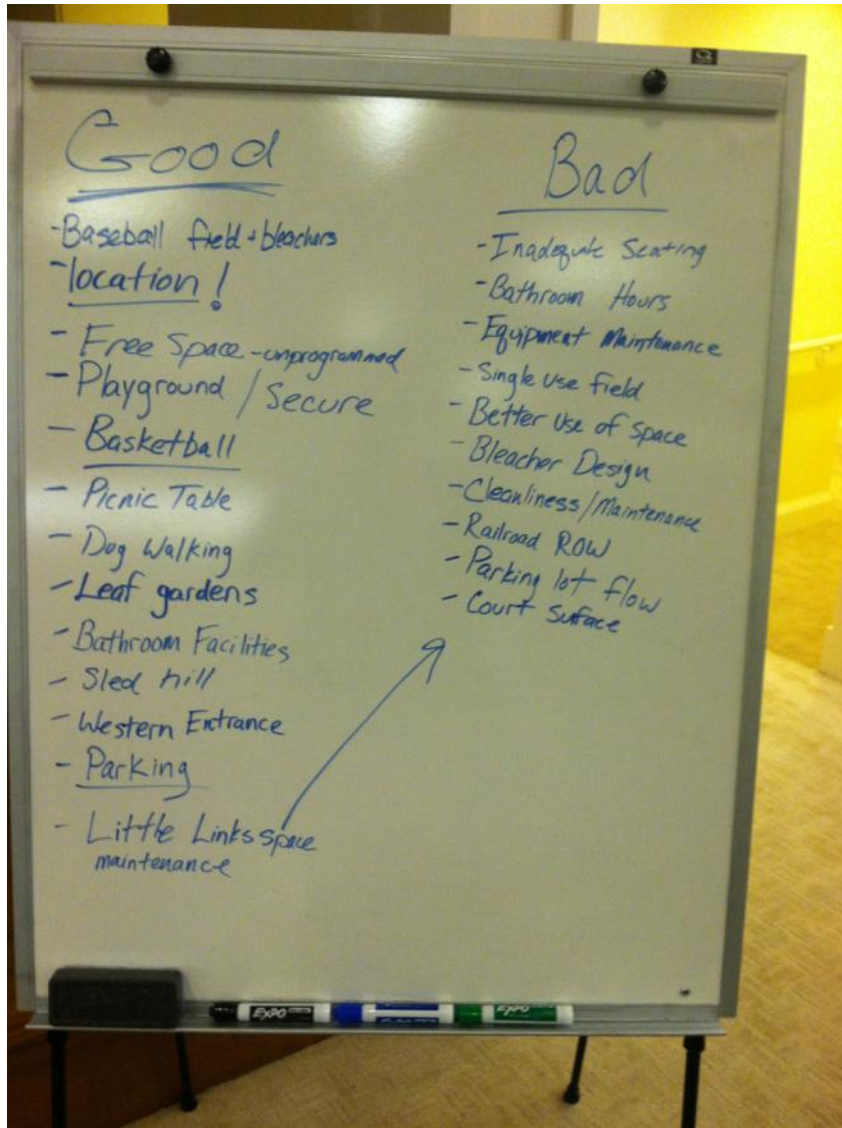 Good
- Baseball field + bleachers
- location!
- Free Space - unprogrammed
- Playground / Secure
- Basketball
- Picnic Table
- Dog Walking
- Leaf gardens
- Bathroom Facilities
- Sled hill
- Western Entrance
- Parking
- Little Links space
maintenance
Bad
- Inadequate Seating
- Bathroom Hours
- Equipment Maintenance
- Single use field
- Better use of space
- Bleacher Design
- Cleanliness/Maintenance
- Railroad ROW
- Parking lot flow
- Court Surface
EXPO
EXPO